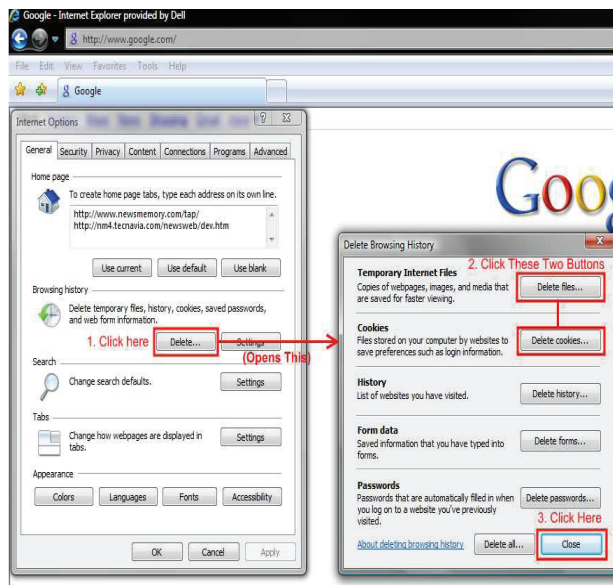 Google - Internet Explorer provided by Dell
http://www.google.com/
File Edit View Favorites Tools Help
Google
Internet Options
General Security Privacy Content Connections Programs Advanced
Home page
To create home page tabs, type each address on its own line.
http://www.newsmemory.com/tap/
http://nm4.tecnavia.com/newsweb/dev.htm
Use current Use default Use blank
Browsing history
Delete temporary files, history, cookies, saved passwords,
and web form information.
1. Click here Delete... Settings
(Opens This)
Search
Change search defaults. Settings
Tabs
Change how webpages are displayed in
tabs. Settings
Appearance
Colors Languages Fonts Accessibility
OK Cancel Apply
Goo
Delete Browsing History
2. Click These Two Buttons
Temporary Internet Files
Copies of webpages, images, and media that
are saved for faster viewing.
Delete files...
Cookies
Files stored on your computer by websites to
save preferences such as login information.
Delete cookies...
History
List of websites you have visited.
Delete history...
Form data
Saved information that you have typed into
forms.
Delete forms...
Passwords
Passwords that are automatically filled in when
you log on to a website you've previously
visited.
Delete passwords...
3. Click Here
About deleting browsing history Delete all... Close